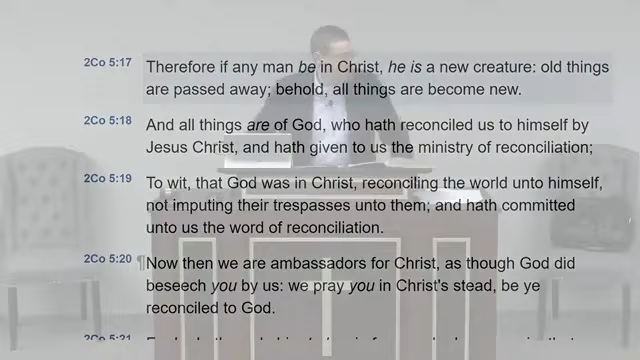 2Co 5:17 Therefore if any man be in Christ, he is a new creature: old things
are passed away; behold, all things are become new.
2Co 5:18 And all things are of God, who hath reconciled us to himself by
Jesus Christ, and hath given to us the ministry of reconciliation;
2Co 5:19 To wit, that God was in Christ, reconciling the world unto himself,
not imputing their trespasses unto them; and hath committed
unto us the word of reconciliation.
2Co 5:20 ¶Now then we are ambassadors for Christ, as though God did
beseech you by us: we pray you in Christ's stead, be ye
reconciled to God.
2Co 5:21